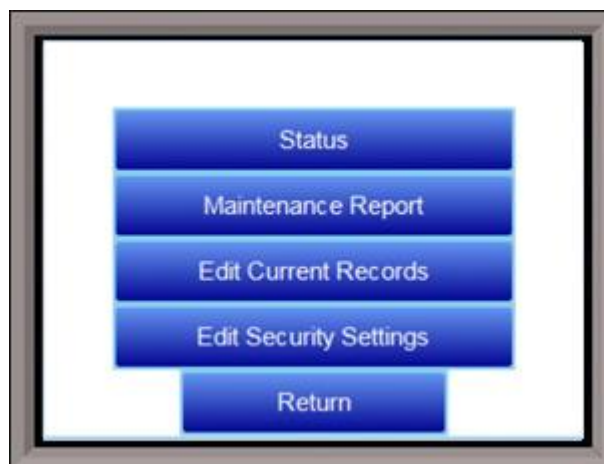 Status
Maintenance Report
Edit Current Records
Edit Security Settings
Return